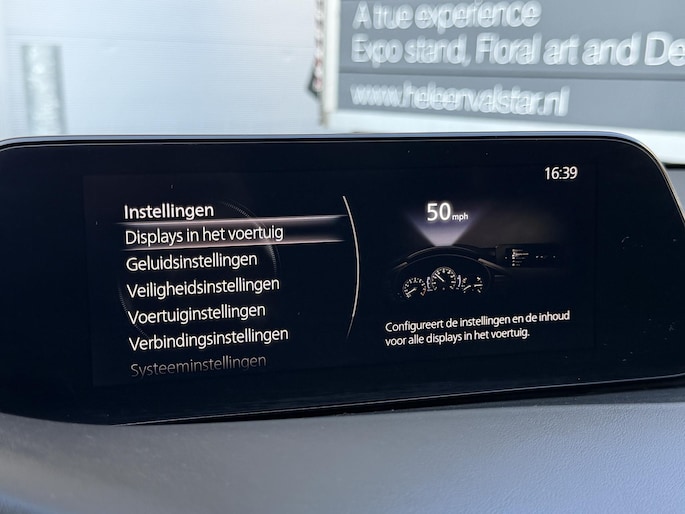 A true experience
Expo stand, Floral art and De
www.heleenvalstar.nl
16:39
Instellingen
Displays in het voertuig
Geluidsinstellingen
Veiligheidsinstellingen
Voertuiginstellingen
Verbindingsinstellingen
Systeeminstellingen
50 mph
Configureert de instellingen en de inhoud
voor alle displays in het voertuig.